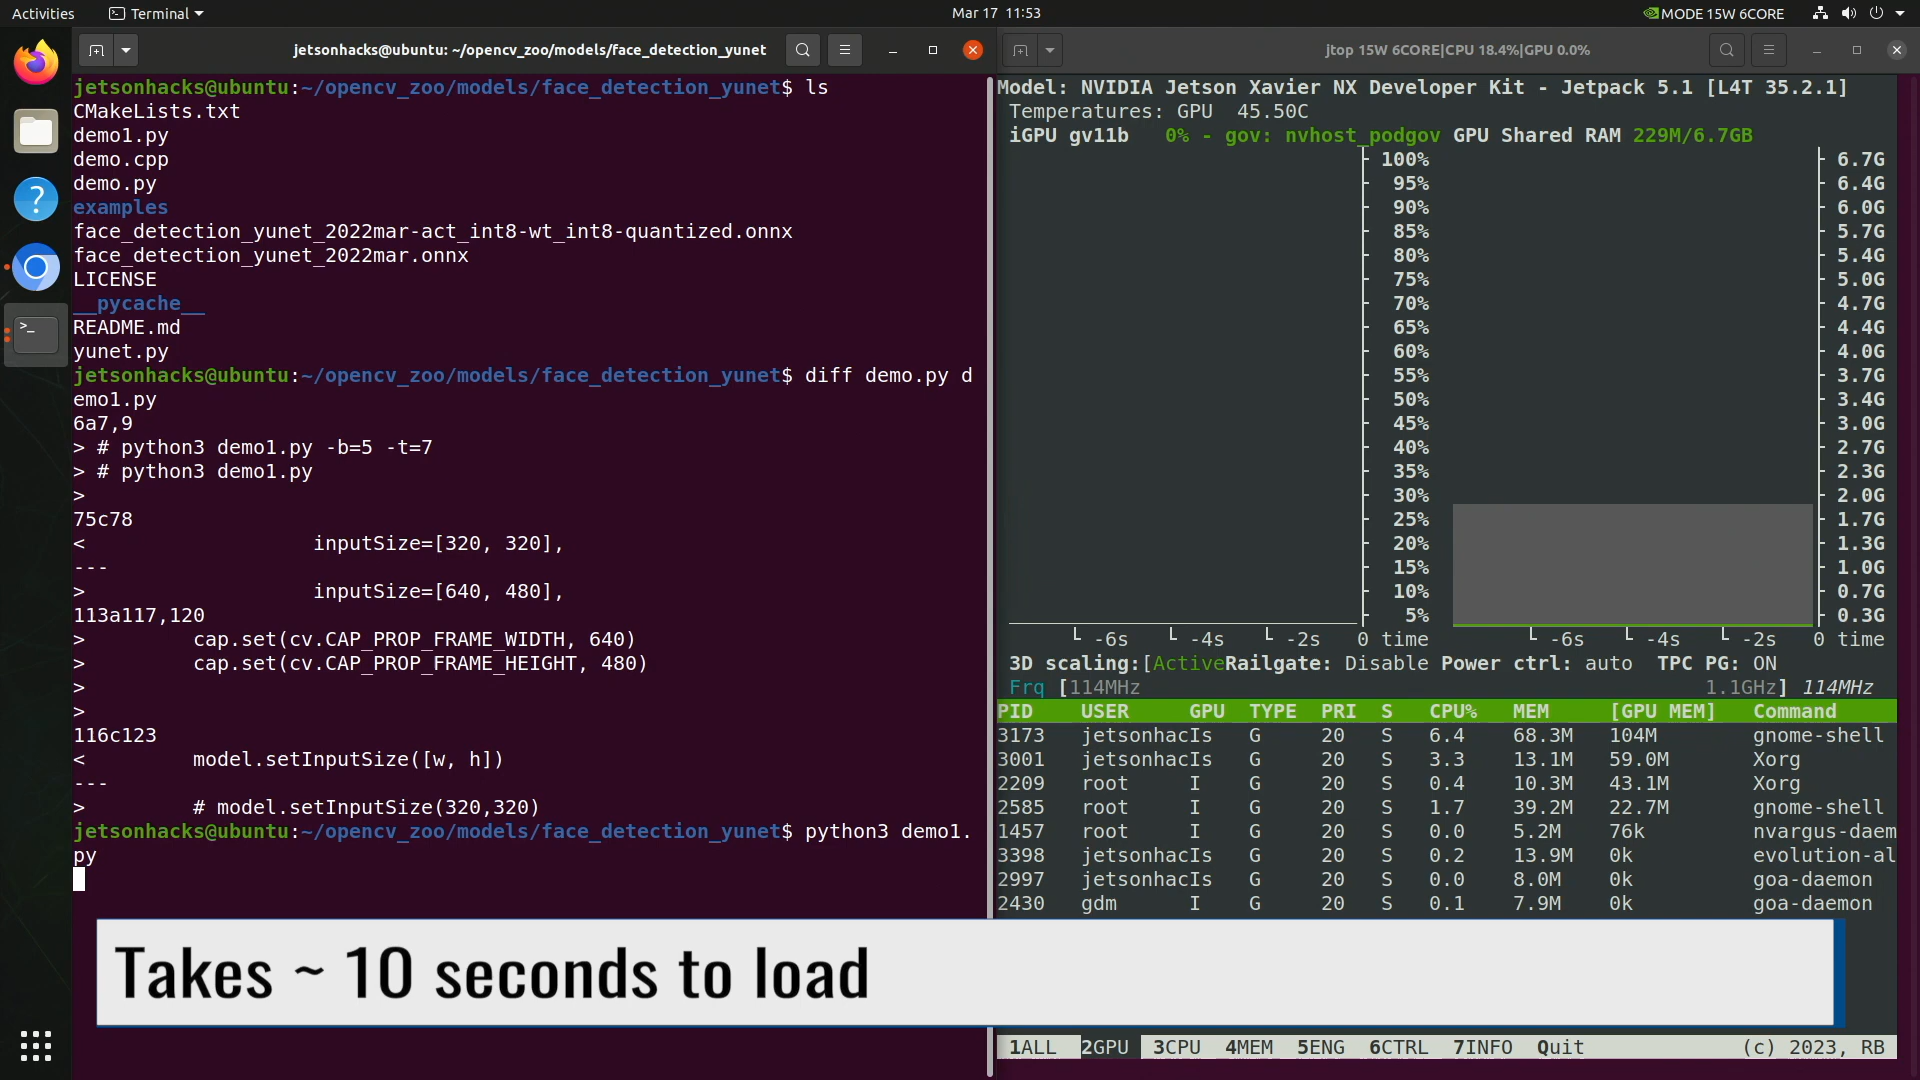 Activities Terminal Mar 17 11:53 MODE 15W 6CORE
jetsonhacks@ubuntu: ~/opencv_zoo/models/face_detection_yunet
jetsonhacks@ubuntu:~/opencv_zoo/models/face_detection_yunet$ ls
CMakeLists.txt
demo1.py
demo.cpp
demo.py
examples
face_detection_yunet_2022mar-act_int8-wt_int8-quantized.onnx
face_detection_yunet_2022mar.onnx
LICENSE
__pycache__
README.md
yunet.py
jetsonhacks@ubuntu:~/opencv_zoo/models/face_detection_yunet$ diff demo.py d
emo1.py
6a7,9
> # python3 demo1.py -b=5 -t=7
> # python3 demo1.py
>
75c78
< inputSize=[320, 320],
---
> inputSize=[640, 480],
113a117,120
> cap.set(cv.CAP_PROP_FRAME_WIDTH, 640)
> cap.set(cv.CAP_PROP_FRAME_HEIGHT, 480)
>
>
116c123
< model.setInputSize([w, h])
---
> # model.setInputSize(320,320)
jetsonhacks@ubuntu:~/opencv_zoo/models/face_detection_yunet$ python3 demo1.
py
jtop 15W 6CORE|CPU 18.4%|GPU 0.0%
Model: NVIDIA Jetson Xavier NX Developer Kit - Jetpack 5.1 [L4T 35.2.1]
Temperatures: GPU 45.50C
iGPU gv11b 0% - gov: nvhost_podgov GPU Shared RAM 229M/6.7GB
100% 6.7G
95% 6.4G
90% 6.0G
85% 5.7G
80% 5.4G
75% 5.0G
70% 4.7G
65% 4.4G
60% 4.0G
55% 3.7G
50% 3.4G
45% 3.0G
40% 2.7G
35% 2.3G
30% 2.0G
25% 1.7G
20% 1.3G
15% 1.0G
10% 0.7G
5% 0.3G
-6s -4s -2s 0 time -6s -4s -2s 0 time
3D scaling:[ActiveRailgate: Disable Power ctrl: auto TPC PG: ON
Frq [114MHz 1.1GHz] 114MHz
PID USER GPU TYPE PRI S CPU% MEM [GPU MEM] Command
3173 jetsonhacIs G 20 S 6.4 68.3M 104M gnome-shell
3001 jetsonhacIs G 20 S 3.3 13.1M 59.0M Xorg
2209 root I G 20 S 0.4 10.3M 43.1M Xorg
2585 root I G 20 S 1.7 39.2M 22.7M gnome-shell
1457 root I G 20 S 0.0 5.2M 76k nvargus-daem
3398 jetsonhacIs G 20 S 0.2 13.9M 0k evolution-al
2997 jetsonhacIs G 20 S 0.0 8.0M 0k goa-daemon
2430 gdm I G 20 S 0.1 7.9M 0k goa-daemon
Takes ~ 10 seconds to load
1ALL 2GPU 3CPU 4MEM 5ENG 6CTRL 7INFO Quit (c) 2023, RB